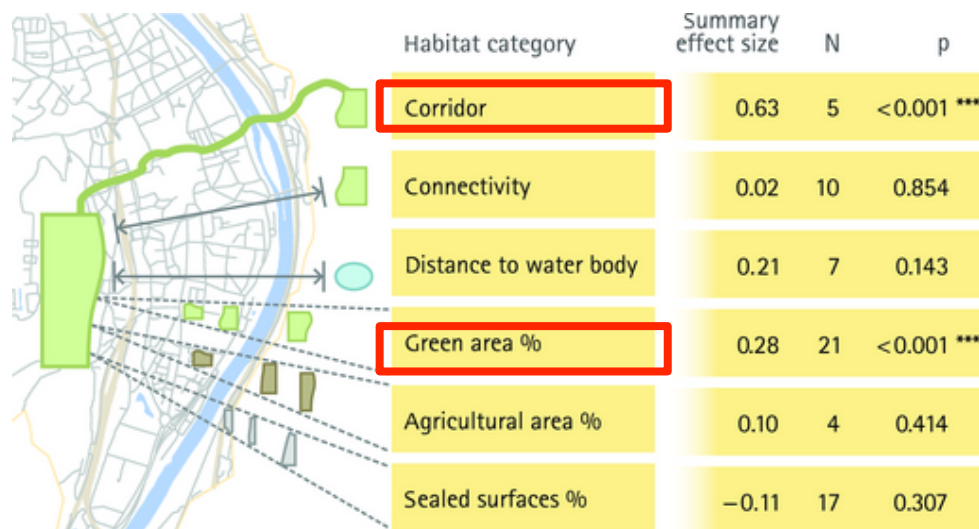 Habitat category Summary effect size N p
Corridor 0.63 5 <0.001 ***
Connectivity 0.02 10 0.854
Distance to water body 0.21 7 0.143
Green area % 0.28 21 <0.001 ***
Agricultural area % 0.10 4 0.414
Sealed surfaces % −0.11 17 0.307